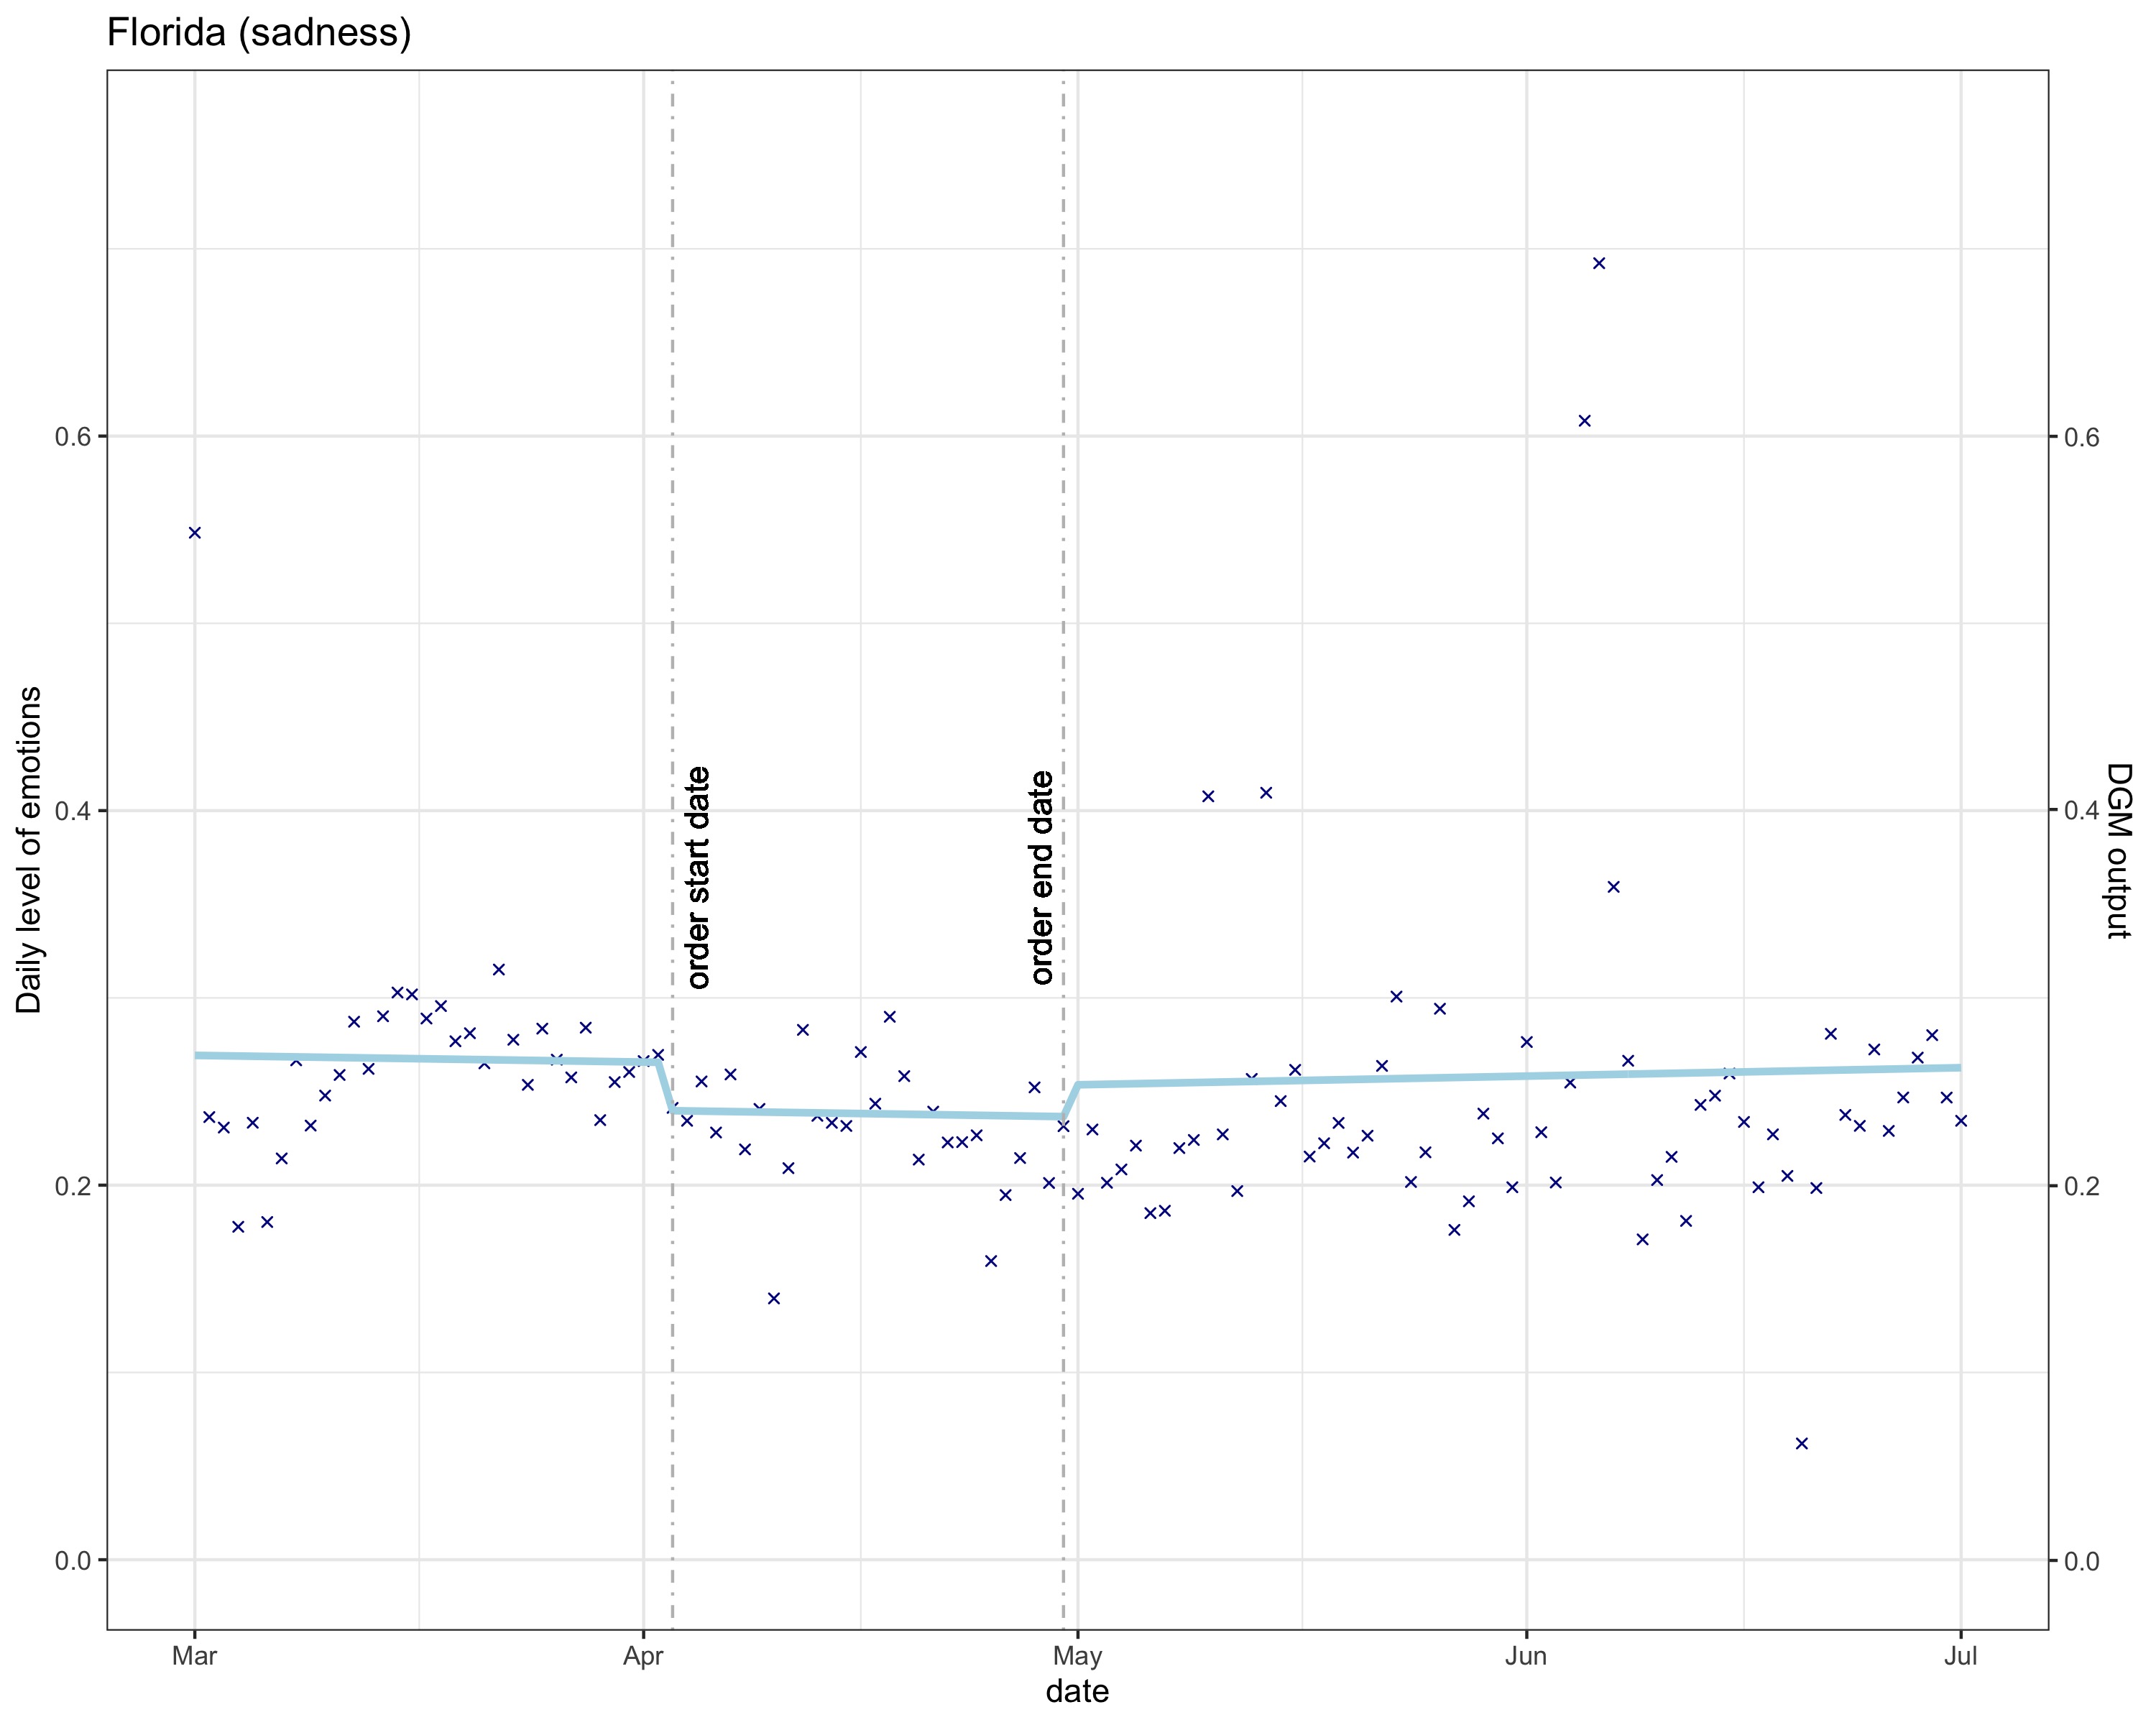 Florida (sadness)
Daily level of emotions
0.6
0.4
0.2
0.0
order start date
order end date
0.6
0.4
0.2
0.0
DGM output
Mar
Apr
May
Jun
Jul
date